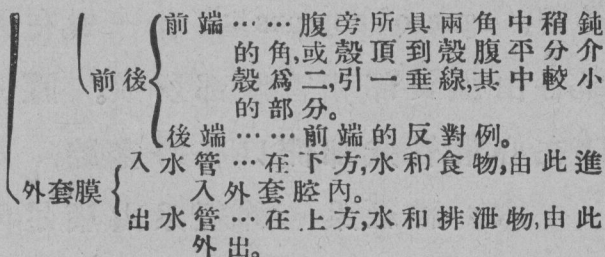 前端……腹旁所具兩角中稍鈍
的角,或殼頂到殼腹平分介
前後 殼爲二,引一垂線,其中較小
的部分。
後端……前端的反對例。
入水管…在下方,水和食物,由此進
外套膜 入外套腔內。
出水管…在上方,水和排泄物,由此
外出。